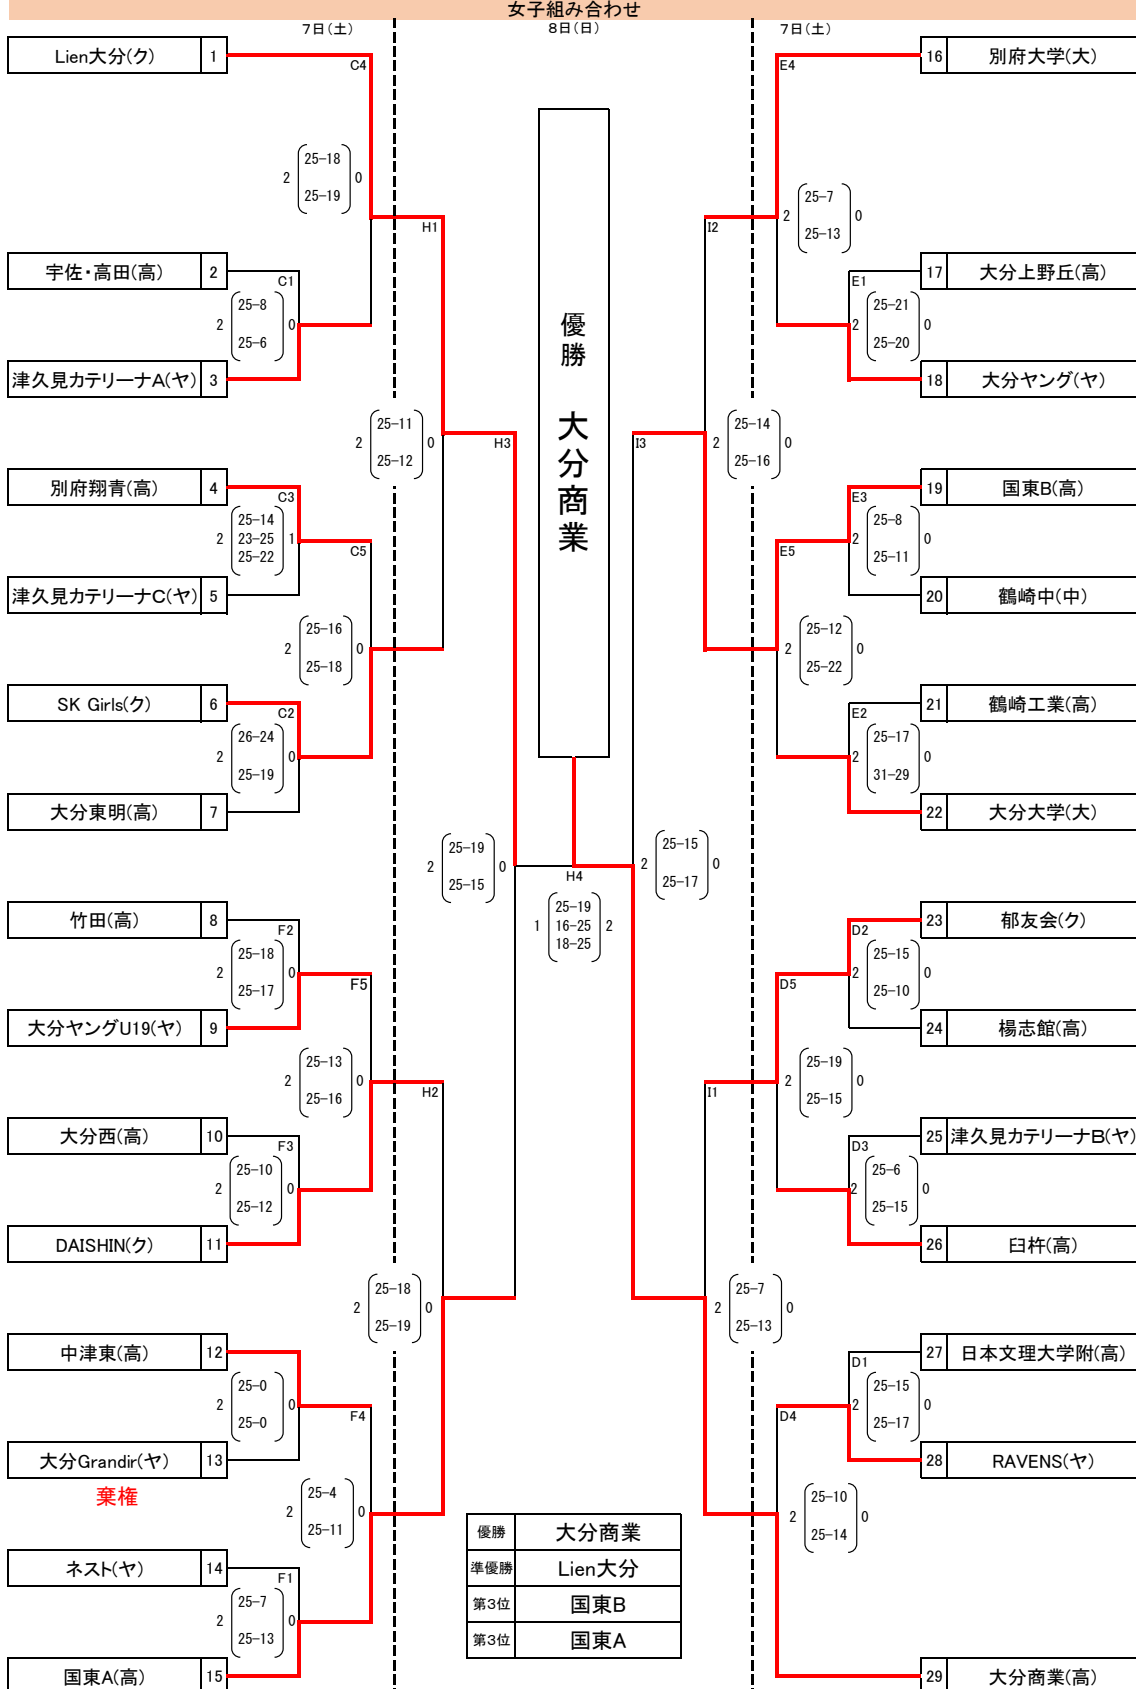 女子組み合わせ
7日(土)
8日(日)
7日(土)
Lien大分(ク) 1
C4
E4
16 別府大学(大)
2 25-18 0
25-19
2 25-7 0
25-13
H1
I2
宇佐・高田(高) 2
C1
2 25-8 0
25-6
津久見カテリーナA(ヤ) 3
E1
17 大分上野丘(高)
2 25-21 0
25-20
18 大分ヤング(ヤ)
優勝 大分商業
2 25-11 0
25-12
H3
I3
2 25-14 0
25-16
別府翔青(高) 4
C3
2 25-14 1
23-25
25-22
C5
津久見カテリーナC(ヤ) 5
E3
19 国東B(高)
2 25-8 0
25-11
E5
20 鶴崎中(中)
2 25-16 0
25-18
2 25-12 0
25-22
SK Girls(ク) 6
C2
2 26-24 0
25-19
大分東明(高) 7
E2
21 鶴崎工業(高)
2 25-17 0
31-29
22 大分大学(大)
2 25-19 0
25-15
H4
1 25-19 2
16-25
18-25
2 25-15 0
25-17
竹田(高) 8
F2
2 25-18 0
25-17
F5
大分ヤングU19(ヤ) 9
D2
23 郁友会(ク)
2 25-15 0
25-10
D5
24 楊志館(高)
2 25-13 0
25-16
H2
I1
2 25-19 0
25-15
大分西(高) 10
F3
2 25-10 0
25-12
DAISHIN(ク) 11
D3
25 津久見カテリーナB(ヤ)
2 25-6 0
25-15
26 臼杵(高)
2 25-18 0
25-19
2 25-7 0
25-13
中津東(高) 12
2 25-0 0
25-0
F4
大分Grandir(ヤ) 13
棄権
D1
27 日本文理大学附(高)
2 25-15 0
25-17
D4
28 RAVENS(ヤ)
2 25-4 0
25-11
2 25-10 0
25-14
ネスト(ヤ) 14
F1
2 25-7 0
25-13
国東A(高) 15
29 大分商業(高)
優勝 大分商業
準優勝 Lien大分
第3位 国東B
第3位 国東A